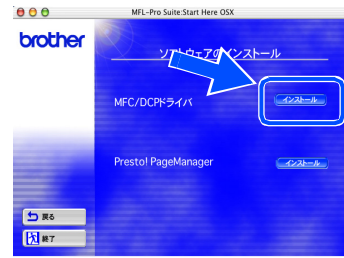 MFL-Pro Suite:Start Here OSX
brother
ソフトウェアのインストール
MFC/DCPドライバ
インストール
Presto! PageManager
インストール
戻る
終了